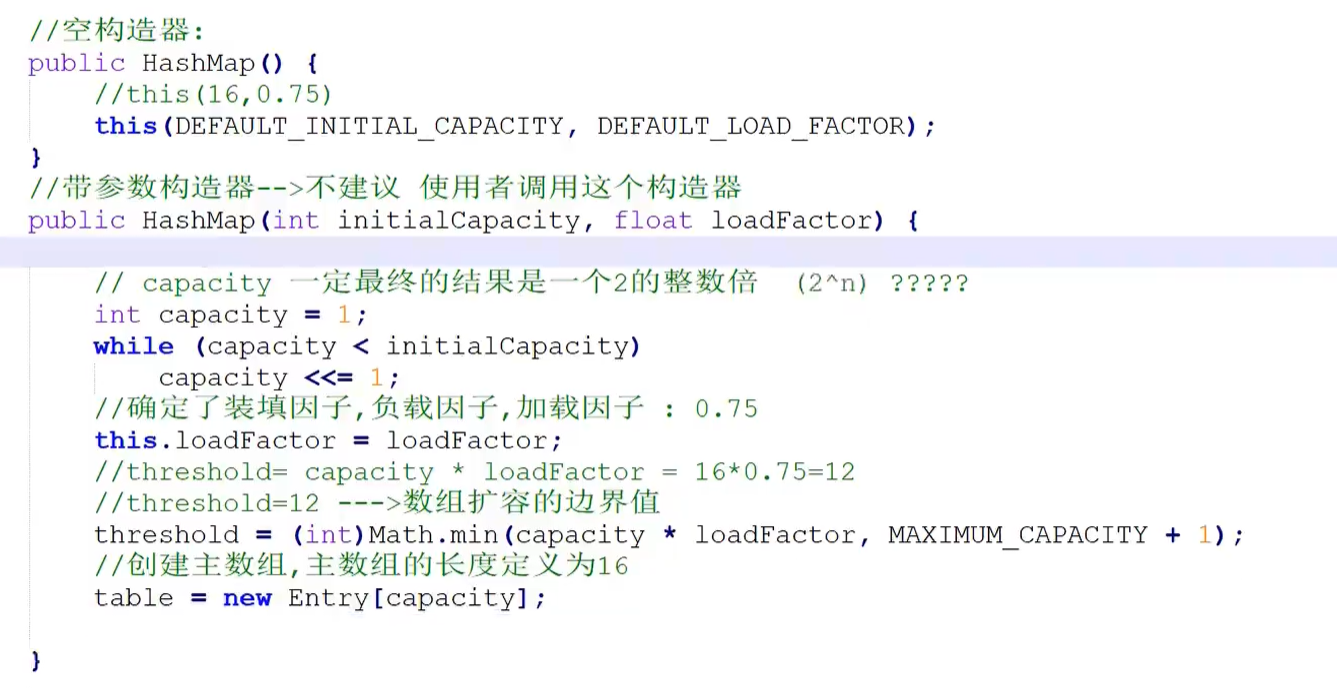 //空构造器:
public HashMap() {
//this(16,0.75)
this(DEFAULT_INITIAL_CAPACITY, DEFAULT_LOAD_FACTOR);
}
//带参数构造器-->不建议 使用者调用这个构造器
public HashMap(int initialCapacity, float loadFactor) {
// capacity 一定最终的结果是一个2的整数倍 (2^n) ?????
int capacity = 1;
while (capacity < initialCapacity)
capacity <<= 1;
//确定了装填因子,负载因子,加载因子 : 0.75
this.loadFactor = loadFactor;
//threshold= capacity * loadFactor = 16*0.75=12
//threshold=12 --->数组扩容的边界值
threshold = (int)Math.min(capacity * loadFactor, MAXIMUM_CAPACITY + 1);
//创建主数组,主数组的长度定义为16
table = new Entry[capacity];
}